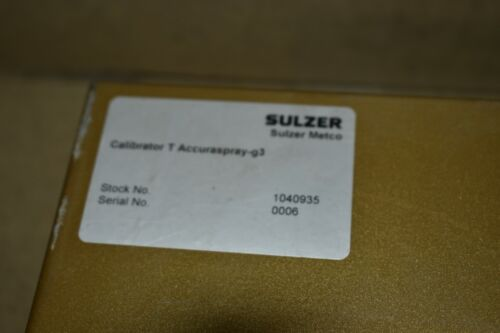 SULZER
Sulzer Metco
Calibrator T Accuraspray-g3
Stock No. 1040935
Serial No. 0006